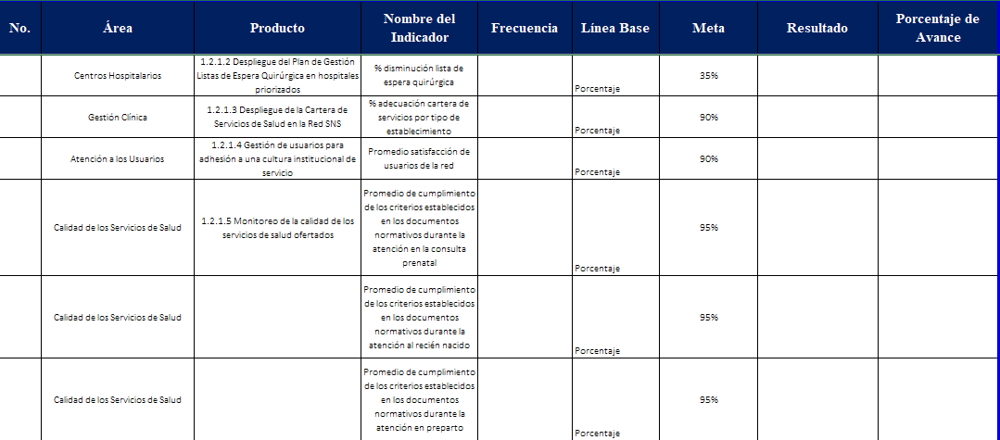 No.
Área
Producto
Nombre del
Indicador
Frecuencia
Línea Base
Meta
Resultado
Porcentaje de
Avance
Centros Hospitalarios
1.2.1.2 Despliegue del Plan de Gestión
Listas de Espera Quirúrgica en hospitales
priorizados
% disminución lista de
espera quirúrgica
Porcentaje
35%
Gestión Clínica
1.2.1.3 Despliegue de la Cartera de
Servicios de Salud en la Red SNS
% adecuación cartera de
servicios por tipo de
establecimiento
Porcentaje
90%
Atención a los Usuarios
1.2.1.4 Gestión de usuarios para
adhesión a una cultura institucional de
servicio
Promedio satisfacción de
usuarios de la red
Porcentaje
90%
Calidad de los Servicios de Salud
1.2.1.5 Monitoreo de la calidad de los
servicios de salud ofertados
Promedio de cumplimiento
de los criterios establecidos
en los documentos
normativos durante la
atención en la consulta
prenatal
Porcentaje
95%
Calidad de los Servicios de Salud
Promedio de cumplimiento
de los criterios establecidos
en los documentos
normativos durante la
atención al recién nacido
Porcentaje
95%
Calidad de los Servicios de Salud
Promedio de cumplimiento
de los criterios establecidos
en los documentos
normativos durante la
atención en preparto
Porcentaje
95%